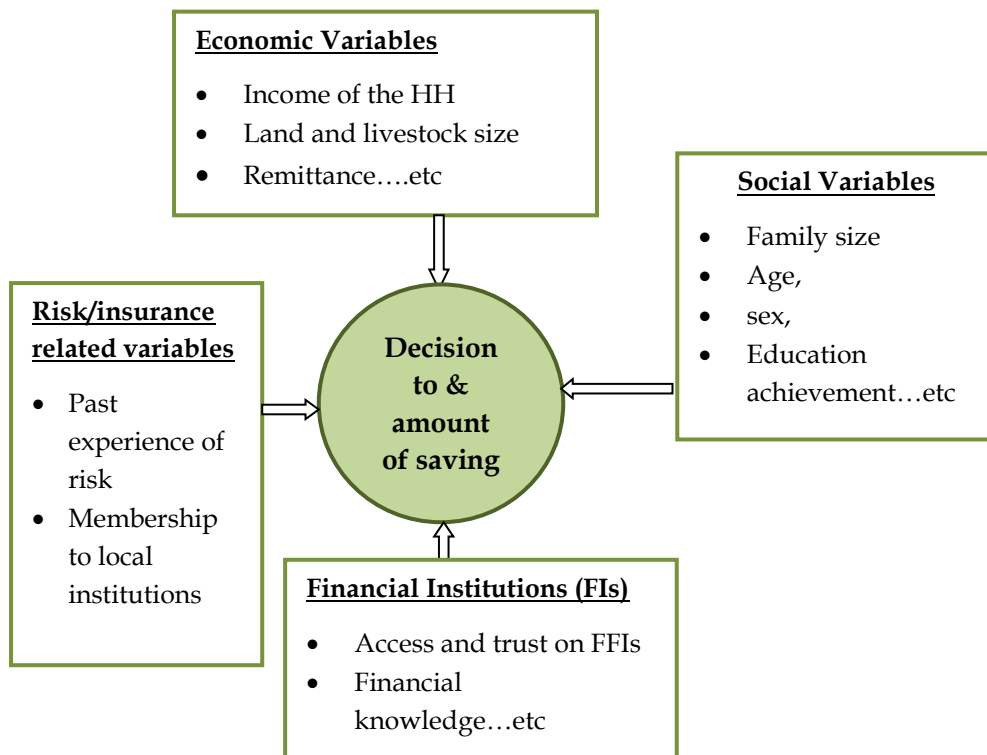 Economic Variables
• Income of the HH
• Land and livestock size
• Remittance….etc
Social Variables
• Family size
• Age,
• sex,
• Education
achievement…etc
Risk/insurance
related variables
• Past
experience of
risk
• Membership
to local
institutions
Decision
to &
amount
of saving
Financial Institutions (FIs)
• Access and trust on FFIs
• Financial
knowledge…etc